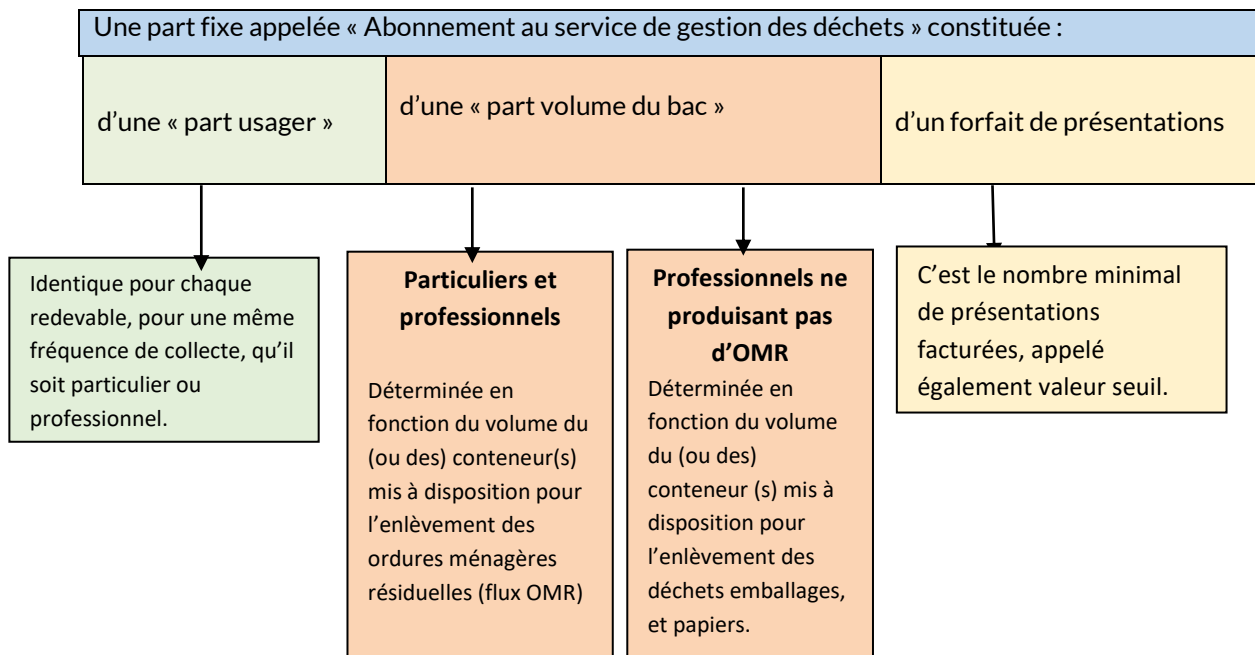 Une part fixe appelée « Abonnement au service de gestion des déchets » constituée :
d’une « part usager »
d’une « part volume du bac »
d’un forfait de présentations
Identique pour chaque
redevable, pour une même
fréquence de collecte, qu’il
soit particulier ou
professionnel.
Particuliers et
professionnels
Déterminée en
fonction du volume du
(ou des) conteneur(s)
mis à disposition pour
l’enlèvement des
ordures ménagères
résiduelles (flux OMR)
Professionnels ne
produisant pas
d’OMR
Déterminée en
fonction du volume
du (ou des)
conteneur (s) mis à
disposition pour
l’enlèvement des
déchets emballages,
et papiers.
C’est le nombre minimal
de présentations
facturées, appelé
également valeur seuil.